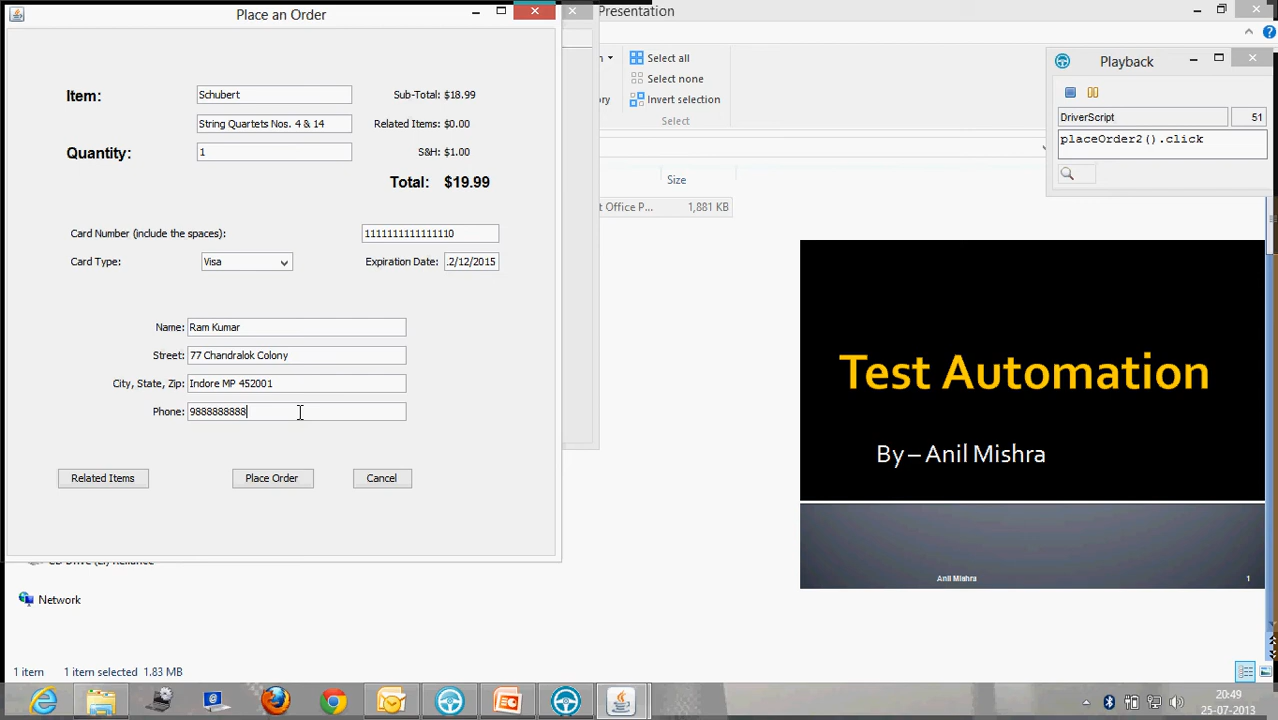 Place an Order
Presentation
Item:
Schubert
Sub-Total: $18.99
String Quartets Nos. 4 & 14
Related Items: $0.00
Quantity:
1
S&H: $1.00
Total: $19.99
Card Number (include the spaces):
1111111111111110
Card Type:
Visa
Expiration Date:
.2/12/2015
Name:
Ram Kumar
Street:
77 Chandralok Colony
City, State, Zip:
Indore MP 452001
Phone:
9888888888
Related Items
Place Order
Cancel
Select all
Select none
Invert selection
Select
Size
t Office P...
1,881 KB
Playback
DriverScript
51
placeOrder2().click
Test Automation
By – Anil Mishra
Anil Mishra
1
Network
1 item
1 item selected 1.83 MB
20:49
25-07-2013